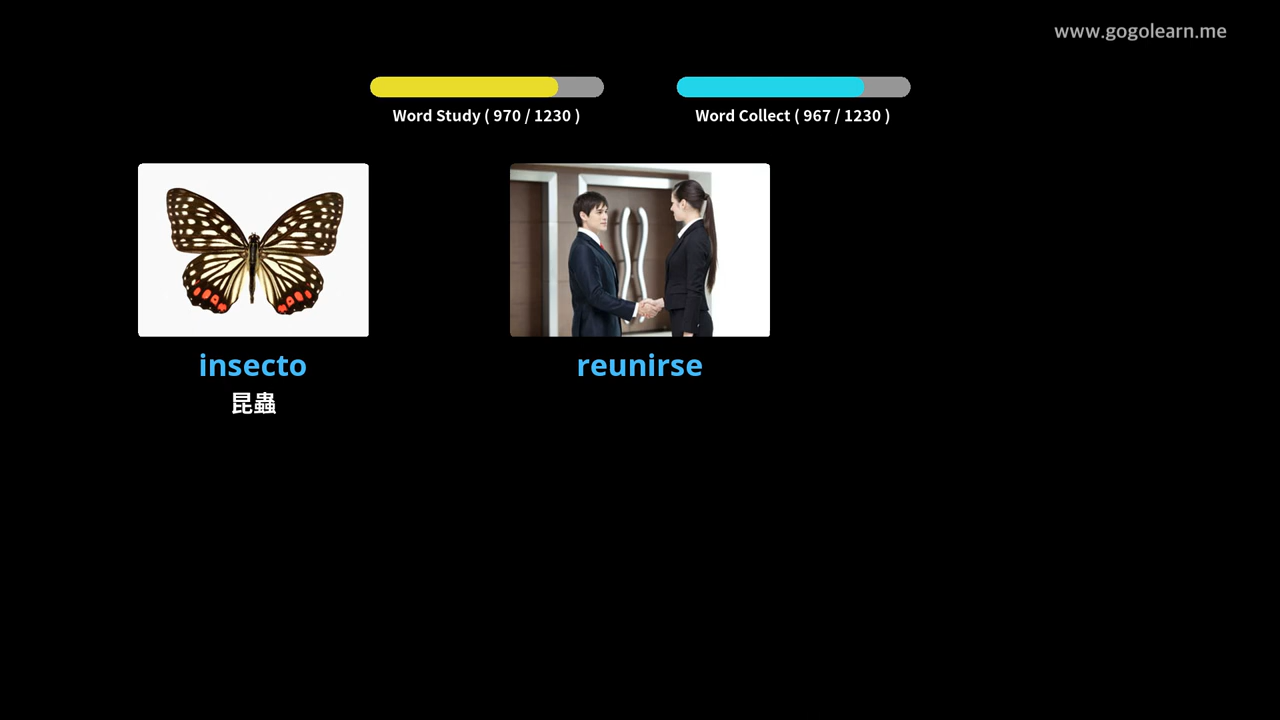 www.gogolearn.me
Word Study ( 970 / 1230 )
Word Collect ( 967 / 1230 )
insecto
reunirse
昆蟲